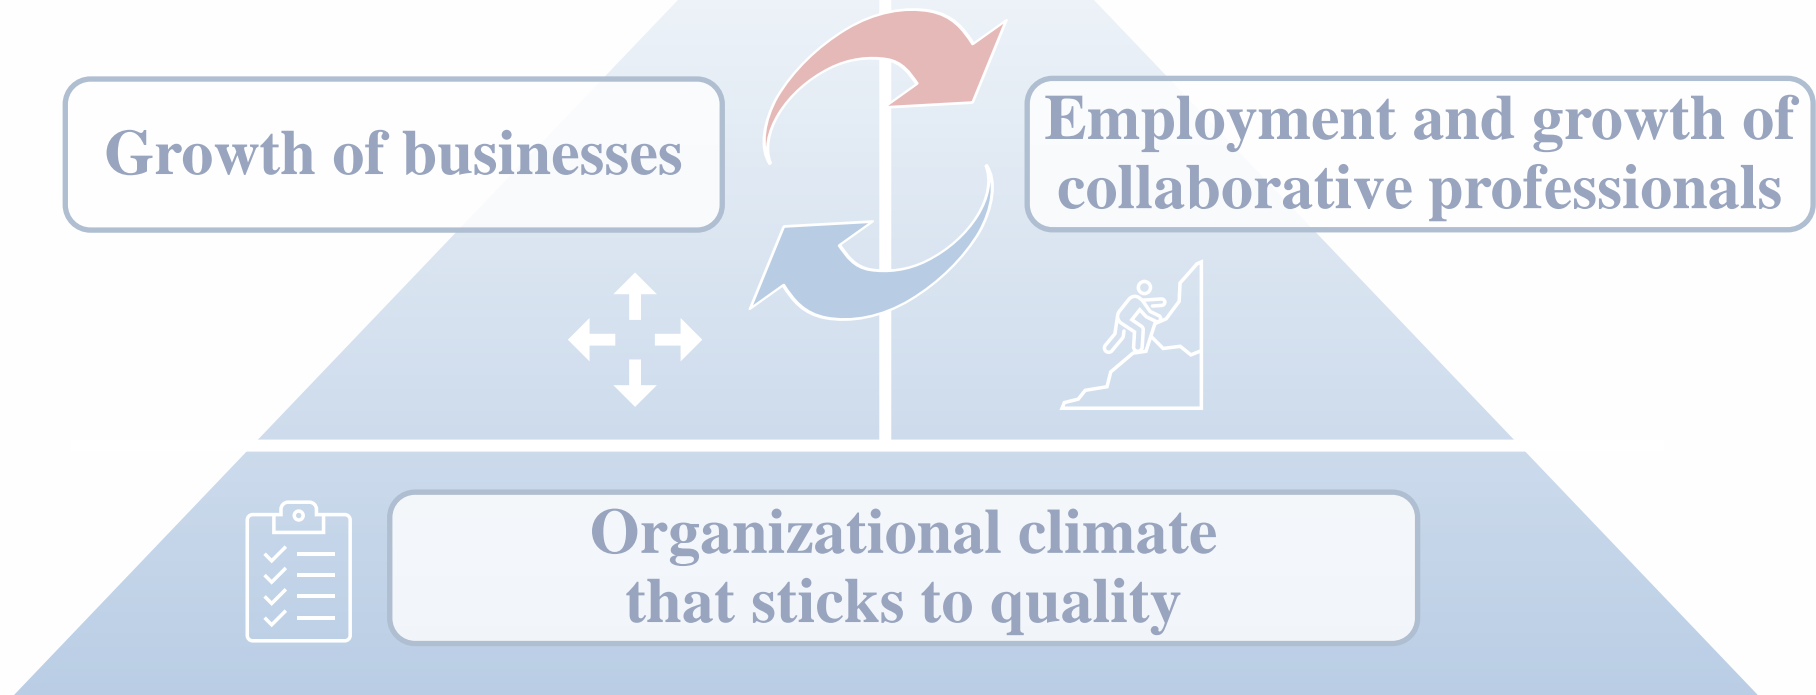 Growth of businesses
Employment and growth of
collaborative professionals
Organizational climate
that sticks to quality